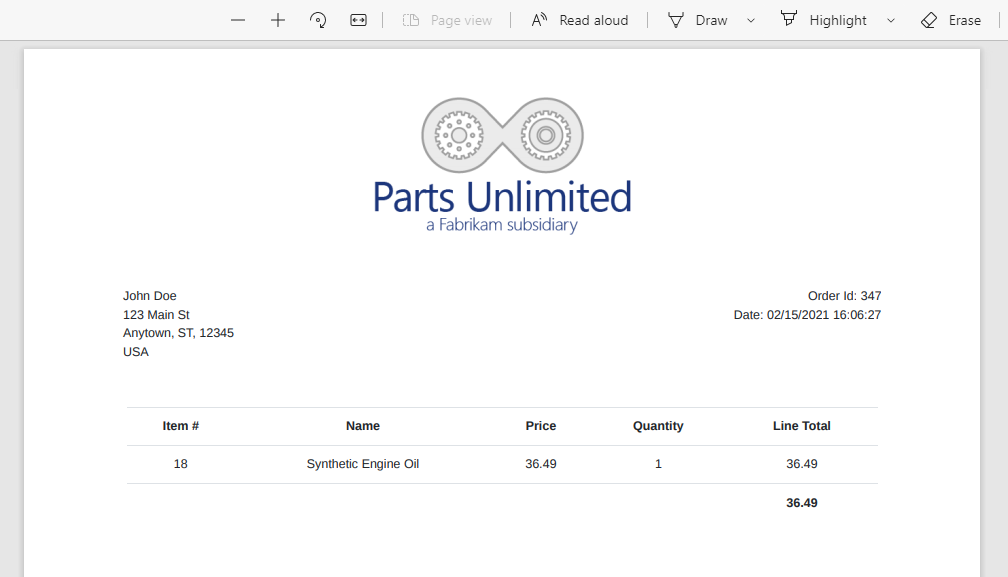 Page view Read aloud Draw Highlight Erase
Parts Unlimited
a Fabrikam subsidiary
John Doe
123 Main St
Anytown, ST, 12345
USA
Order Id: 347
Date: 02/15/2021 16:06:27
Item # Name Price Quantity Line Total
18 Synthetic Engine Oil 36.49 1 36.49
36.49